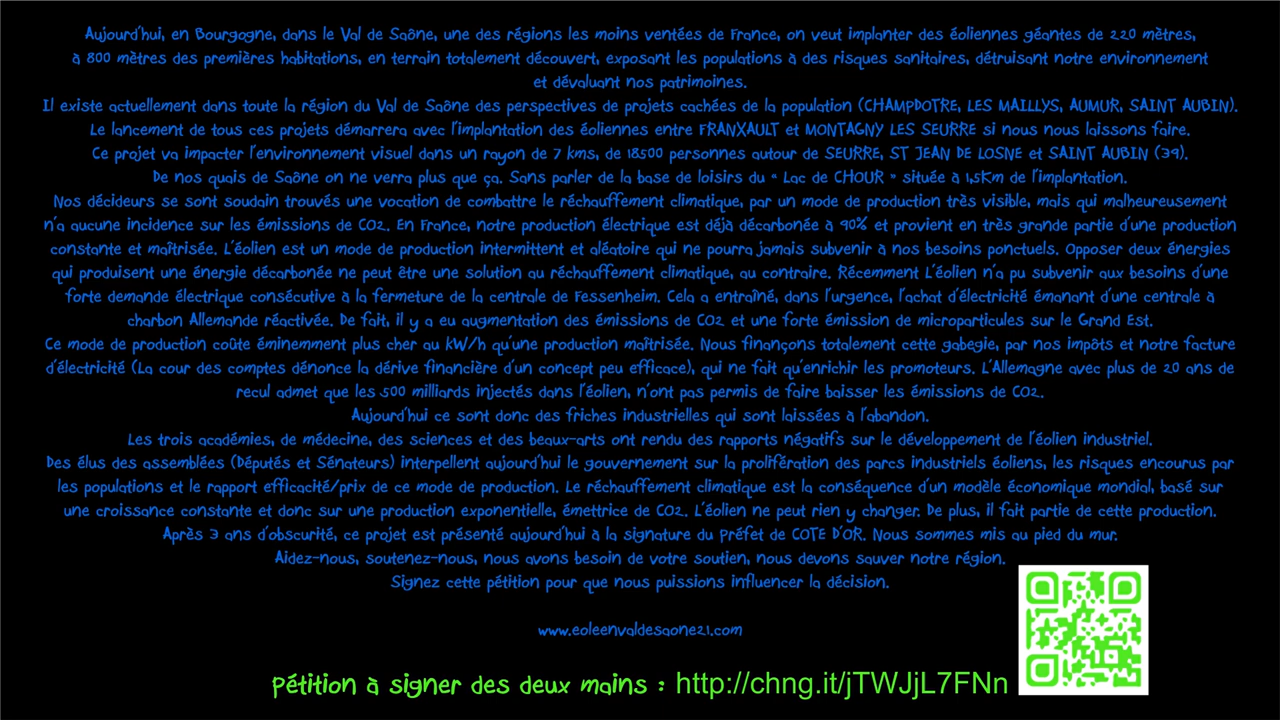 Aujourd'hui, en Bourgogne, dans le Val de Saône, une des régions les moins ventées de France, on veut implanter des éoliennes géantes de 220 mètres,
à 800 mètres des premières habitations, en terrain totalement découvert, exposant les populations à des risques sanitaires, détruisant notre environnement
et dévaluant nos patrimoines.
Il existe actuellement dans toute la région du Val de Saône des perspectives de projets cachées de la population (CHAMPDOTRE, LES MAILLYS, AUMUR, SAINT AUBIN).
Le lancement de tous ces projets démarrera avec l'implantation des éoliennes entre FRANXAULT et MONTAGNY LES SEURRE si nous nous laissons faire.
Ce projet va impacter l'environnement visuel dans un rayon de 7 kms, de 18500 personnes autour de SEURRE, ST JEAN DE LOSNE et SAINT AUBIN (39).
De nos quais de Saône on ne verra plus que ça. Sans parler de la base de loisirs du " Lac de CHOUR " située à 1,5Km de l'implantation.
Nos décideurs se sont soudain trouvés une vocation de combattre le réchauffement climatique, par un mode de production très visible, mais qui malheureusement
n'a aucune incidence sur les émissions de CO2. En France, notre production électrique est déjà décarbonée à 90% et provient en très grande partie d'une production
constante et maîtrisée. L'éolien est un mode de production intermittent et aléatoire qui ne pourra jamais subvenir à nos besoins ponctuels. Opposer deux énergies
qui produisent une énergie décarbonée ne peut être une solution au réchauffement climatique, au contraire. Récemment L'éolien n'a pu subvenir aux besoins d'une
forte demande électrique consécutive à la fermeture de la centrale de Fessenheim. Cela a entraîné, dans l'urgence, l'achat d'électricité émanant d'une centrale à
charbon Allemande réactivée. De fait, il y a eu augmentation des émissions de CO2 et une forte émission de microparticules sur le Grand Est.
Ce mode de production coûte éminemment plus cher au kW/h qu'une production maîtrisée. Nous finançons totalement cette gabegie, par nos impôts et notre facture
d'électricité (La cour des comptes dénonce la dérive financière d'un concept peu efficace), qui ne fait qu'enrichir les promoteurs. L'Allemagne avec plus de 20 ans de
recul admet que les 500 milliards injectés dans l'éolien, n'ont pas permis de faire baisser les émissions de CO2.
Aujourd'hui ce sont donc des friches industrielles qui sont laissées à l'abandon.
Les trois académies, de médecine, des sciences et des beaux-arts ont rendu des rapports négatifs sur le développement de l'éolien industriel.
Des élus des assemblées (Députés et Sénateurs) interpellent aujourd'hui le gouvernement sur la prolifération des parcs industriels éoliens, les risques encourus par
les populations et le rapport efficacité/prix de ce mode de production. Le réchauffement climatique est la conséquence d'un modèle économique mondial, basé sur
une croissance constante et donc sur une production exponentielle, émettrice de CO2. L'éolien ne peut rien y changer. De plus, il fait partie de cette production.
Après 3 ans d'obscurité, ce projet est présenté aujourd'hui à la signature du Préfet de COTE D'OR. Nous sommes mis au pied du mur.
Aidez-nous, soutenez-nous, nous avons besoin de votre soutien, nous devons sauver notre région.
Signez cette pétition pour que nous puissions influencer la décision.
www.eoleenvaldesaone21.com
Pétition à signer des deux mains : http://chng.it/jTWJjL7FNn